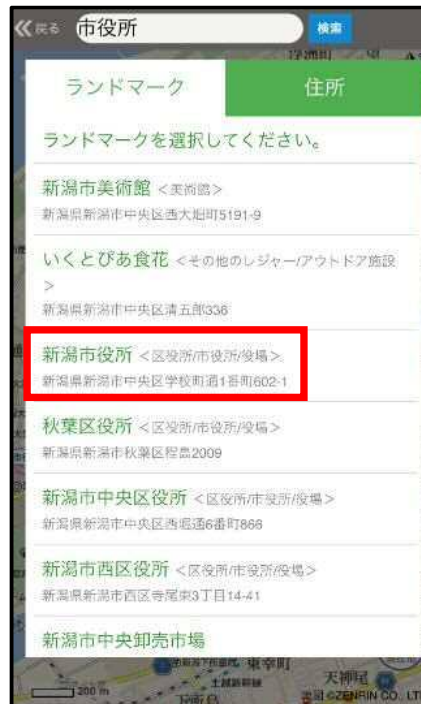 戻る 市役所 検索
ランドマーク 住所
ランドマークを選択してください。
新潟市美術館 <美術館>
新潟県新潟市中央区西大畑町5191-9
いくとぴあ食花 <その他のレジャー/アウトドア施設
>
新潟県新潟市中央区清五郎336
新潟市役所 <区役所/市役所/役場>
新潟県新潟市中央区学校町通1番町602-1
秋葉区役所 <区役所/市役所/役場>
新潟県新潟市秋葉区程島2009
新潟市中央区役所 <区役所/市役所/役場>
新潟県新潟市中央区西堀通6番町866
新潟市西区役所 <区役所/市役所/役場>
新潟県新潟市西区寺尾東3丁目14-41
新潟市中央卸売市場
東幸町
上越新幹線
天神尾
200 m
©ZENRIN CO., LT